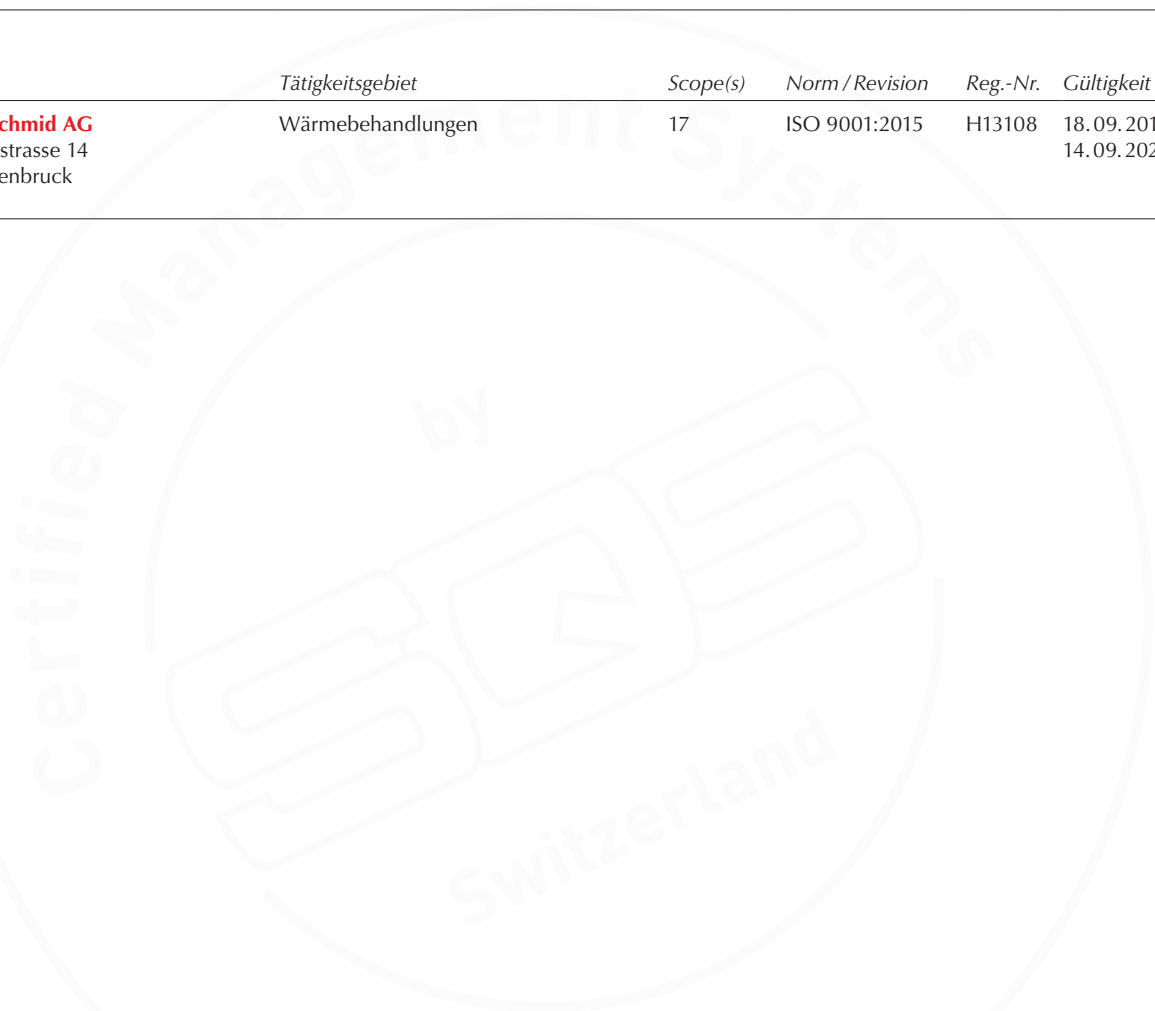 Tätigkeitsgebiet Scope(s) Norm / Revision Reg.-Nr. Gültigkeit
chmid AG Wärmebehandlungen 17 ISO 9001:2015 H13108 18.09.201
strasse 14 14.09.202
enbruck
Certified Management Systems
by
SQS
Switzerland